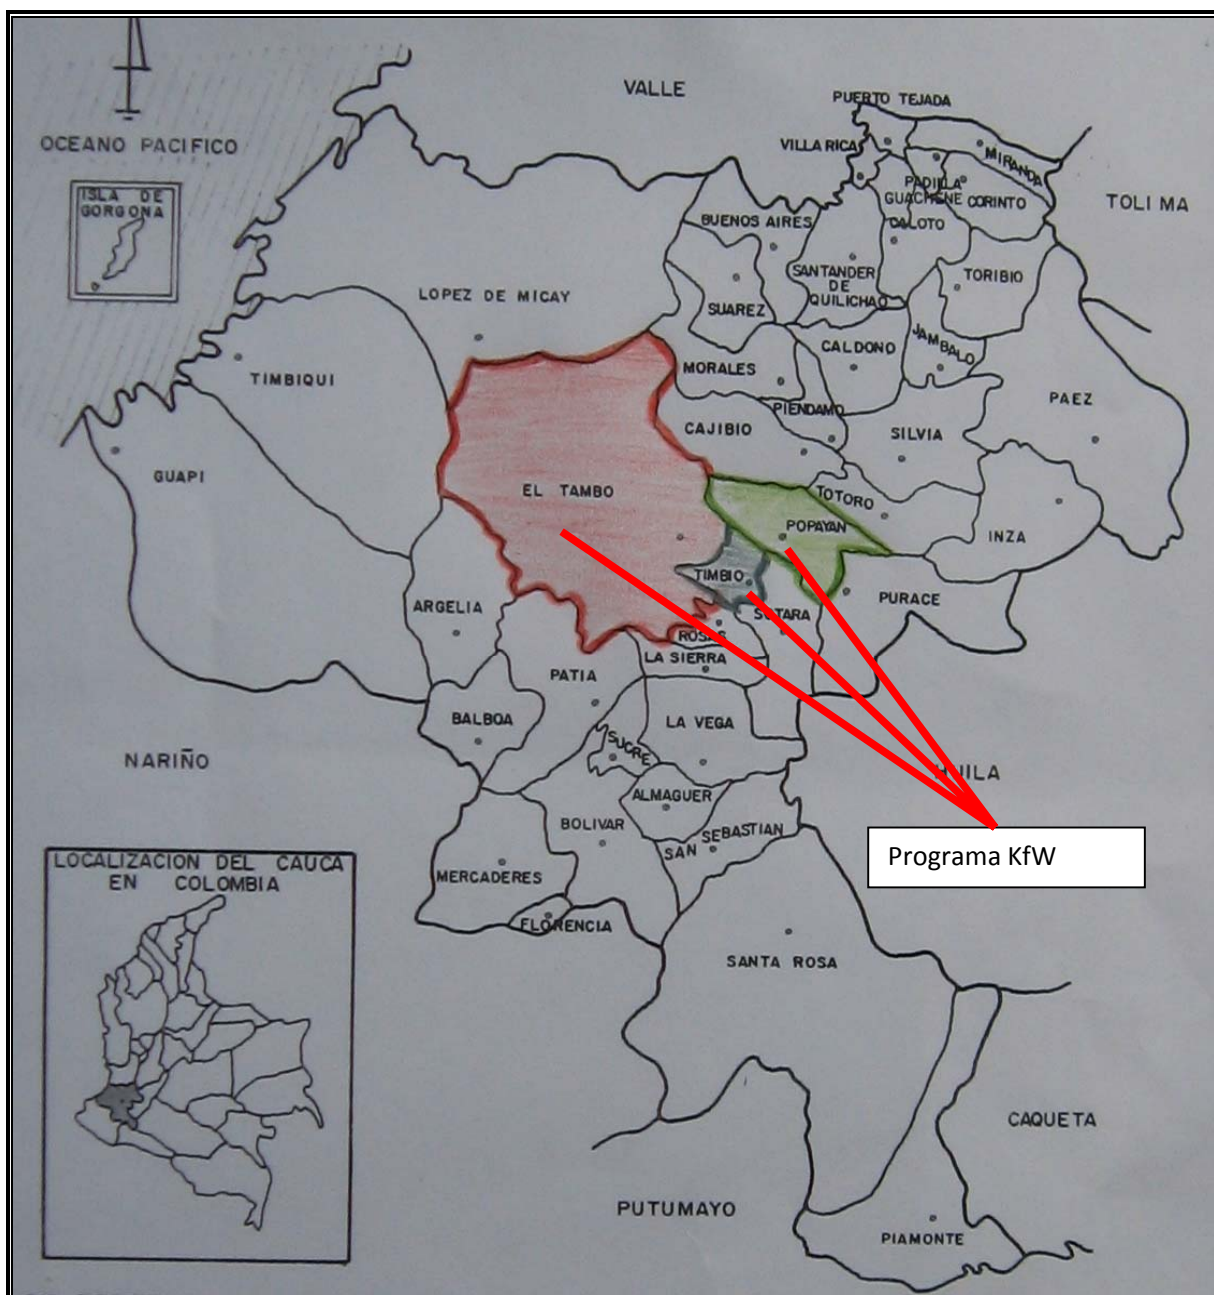 VALLE
PUERTO TEJADA
OCEANO PACIFICO
VILLA RICA
MIRANDA
PADILLA
ISLA DE
GORGONA
GUACHENE
CORINTO
TOLIMA
BUENOS AIRES
CALOTO
SANTANDER
DE
QUILICHAO
TORIBIO
LOPEZ DE MICAY
SUAREZ
JAMBALO
CALDONO
MORALES
TIMBIQUI
PAEZ
PIENDAMO
CAJIBIO
SILVIA
GUAPI
EL TAMBO
TOTORO
POPAYAN
INZA
TIMBIO
PURACE
ARGELIA
SOTARA
ROSAS
LA SIERRA
PATIA
BALBOA
LA VEGA
SUCRE
NARIÑO
HUILA
ALMAGUER
BOLIVAR
SAN SEBASTIAN
Programa KfW
LOCALIZACION DEL CAUCA
EN COLOMBIA
MERCADERES
FLORENCIA
SANTA ROSA
CAQUETA
PUTUMAYO
PIAMONTE